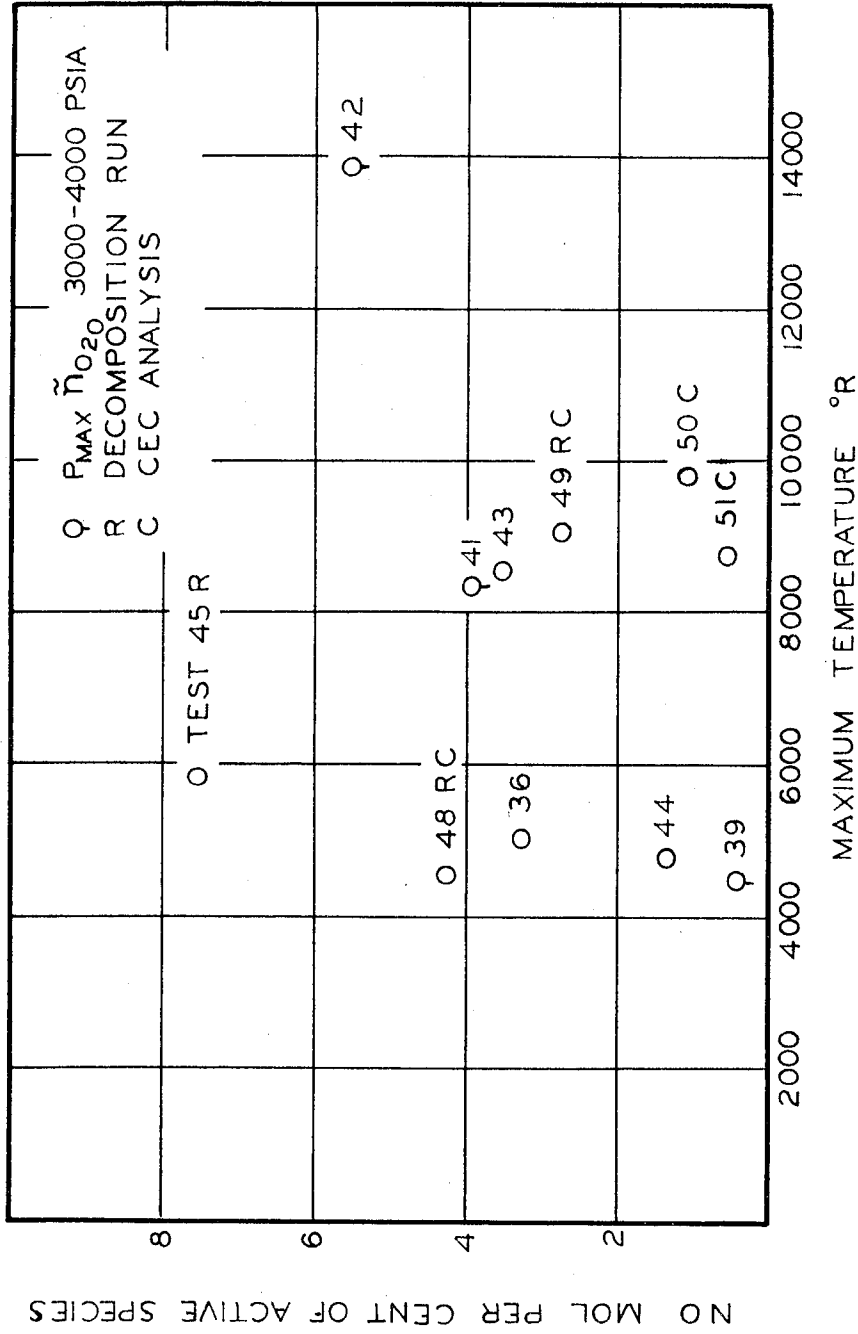 Q PMAX ñO2O 3000-4000 PSIA
R DECOMPOSITION RUN
C CEC ANALYSIS
O TEST 45 R
Q 42
Q 41
O 43
O 48 RC
O 49 RC
O 36
O 50 C
O 51 C
O 44
Q 39
8
6
4
2
2000
4000
6000
8000
10000
12000
14000
MAXIMUM TEMPERATURE °R
NO MOL PER CENT OF ACTIVE SPECIES